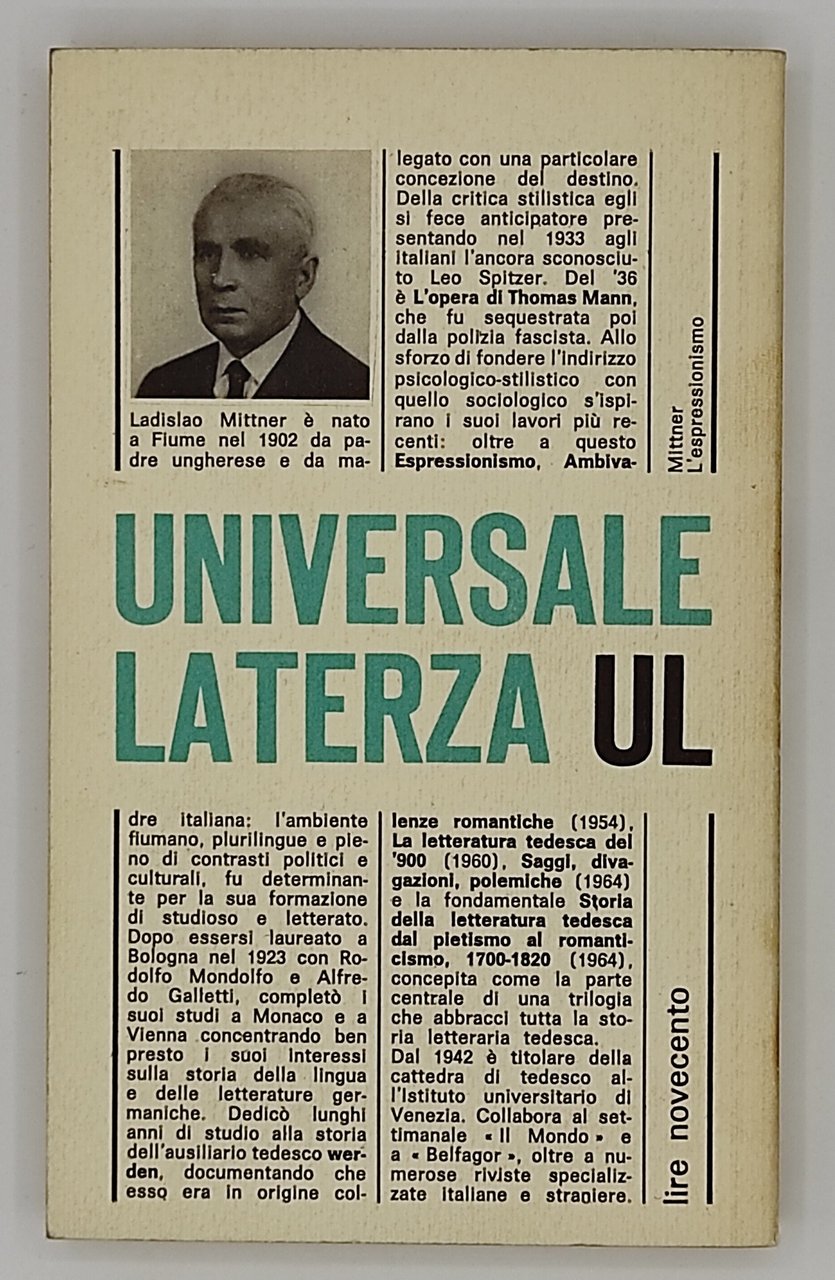 Ladislao Mittner è nato
a Fiume nel 1902 da pa-
dre ungherese e da ma-
legato con una particolare
concezione del destino.
Della critica stilistica egli
si fece anticipatore pre-
sentando nel 1933 agli
italiani l'ancora sconosciu-
to Leo Spitzer. Del '36
è L'opera di Thomas Mann,
che fu sequestrata poi
dalla polizia fascista. Allo
sforzo di fondere l'indirizzo
psicologico-stilistico con
quello sociologico s'ispi-
rano i suoi lavori più re-
centi: oltre a questo
Espressionismo, Ambiva-
Mittner
L'espressionismo
UNIVERSALE
LATERZA UL
dre italiana: l'ambiente
fiumano, plurilingue e pie-
no di contrasti politici e
culturali, fu determinan-
te per la sua formazione
di studioso e letterato.
Dopo essersi laureato a
Bologna nel 1923 con Ro-
dolfo Mondolfo e Alfre-
do Galletti, completò i
suoi studi a Monaco e a
Vienna concentrando ben
presto i suoi interessi
sulla storia della lingua
e delle letterature ger-
maniche. Dedicò lunghi
anni di studio alla storia
dell'ausiliario tedesco wer-
den, documentando che
esso era in origine col-
lenze romantiche (1954),
La letteratura tedesca del
'900 (1960), Saggi, diva-
gazioni, polemiche (1964)
e la fondamentale Storia
della letteratura tedesca
dal pietismo al romanti-
cismo, 1700-1820 (1964),
concepita come la parte
centrale di una trilogia
che abbracci tutta la sto-
ria letteraria tedesca.
Dal 1942 è titolare della
cattedra di tedesco al-
l'Istituto universitario di
Venezia. Collabora al set-
timanale « Il Mondo » e
a « Belfagor », oltre a nu-
merose riviste specializ-
zate italiane e straniere.
lire novecento